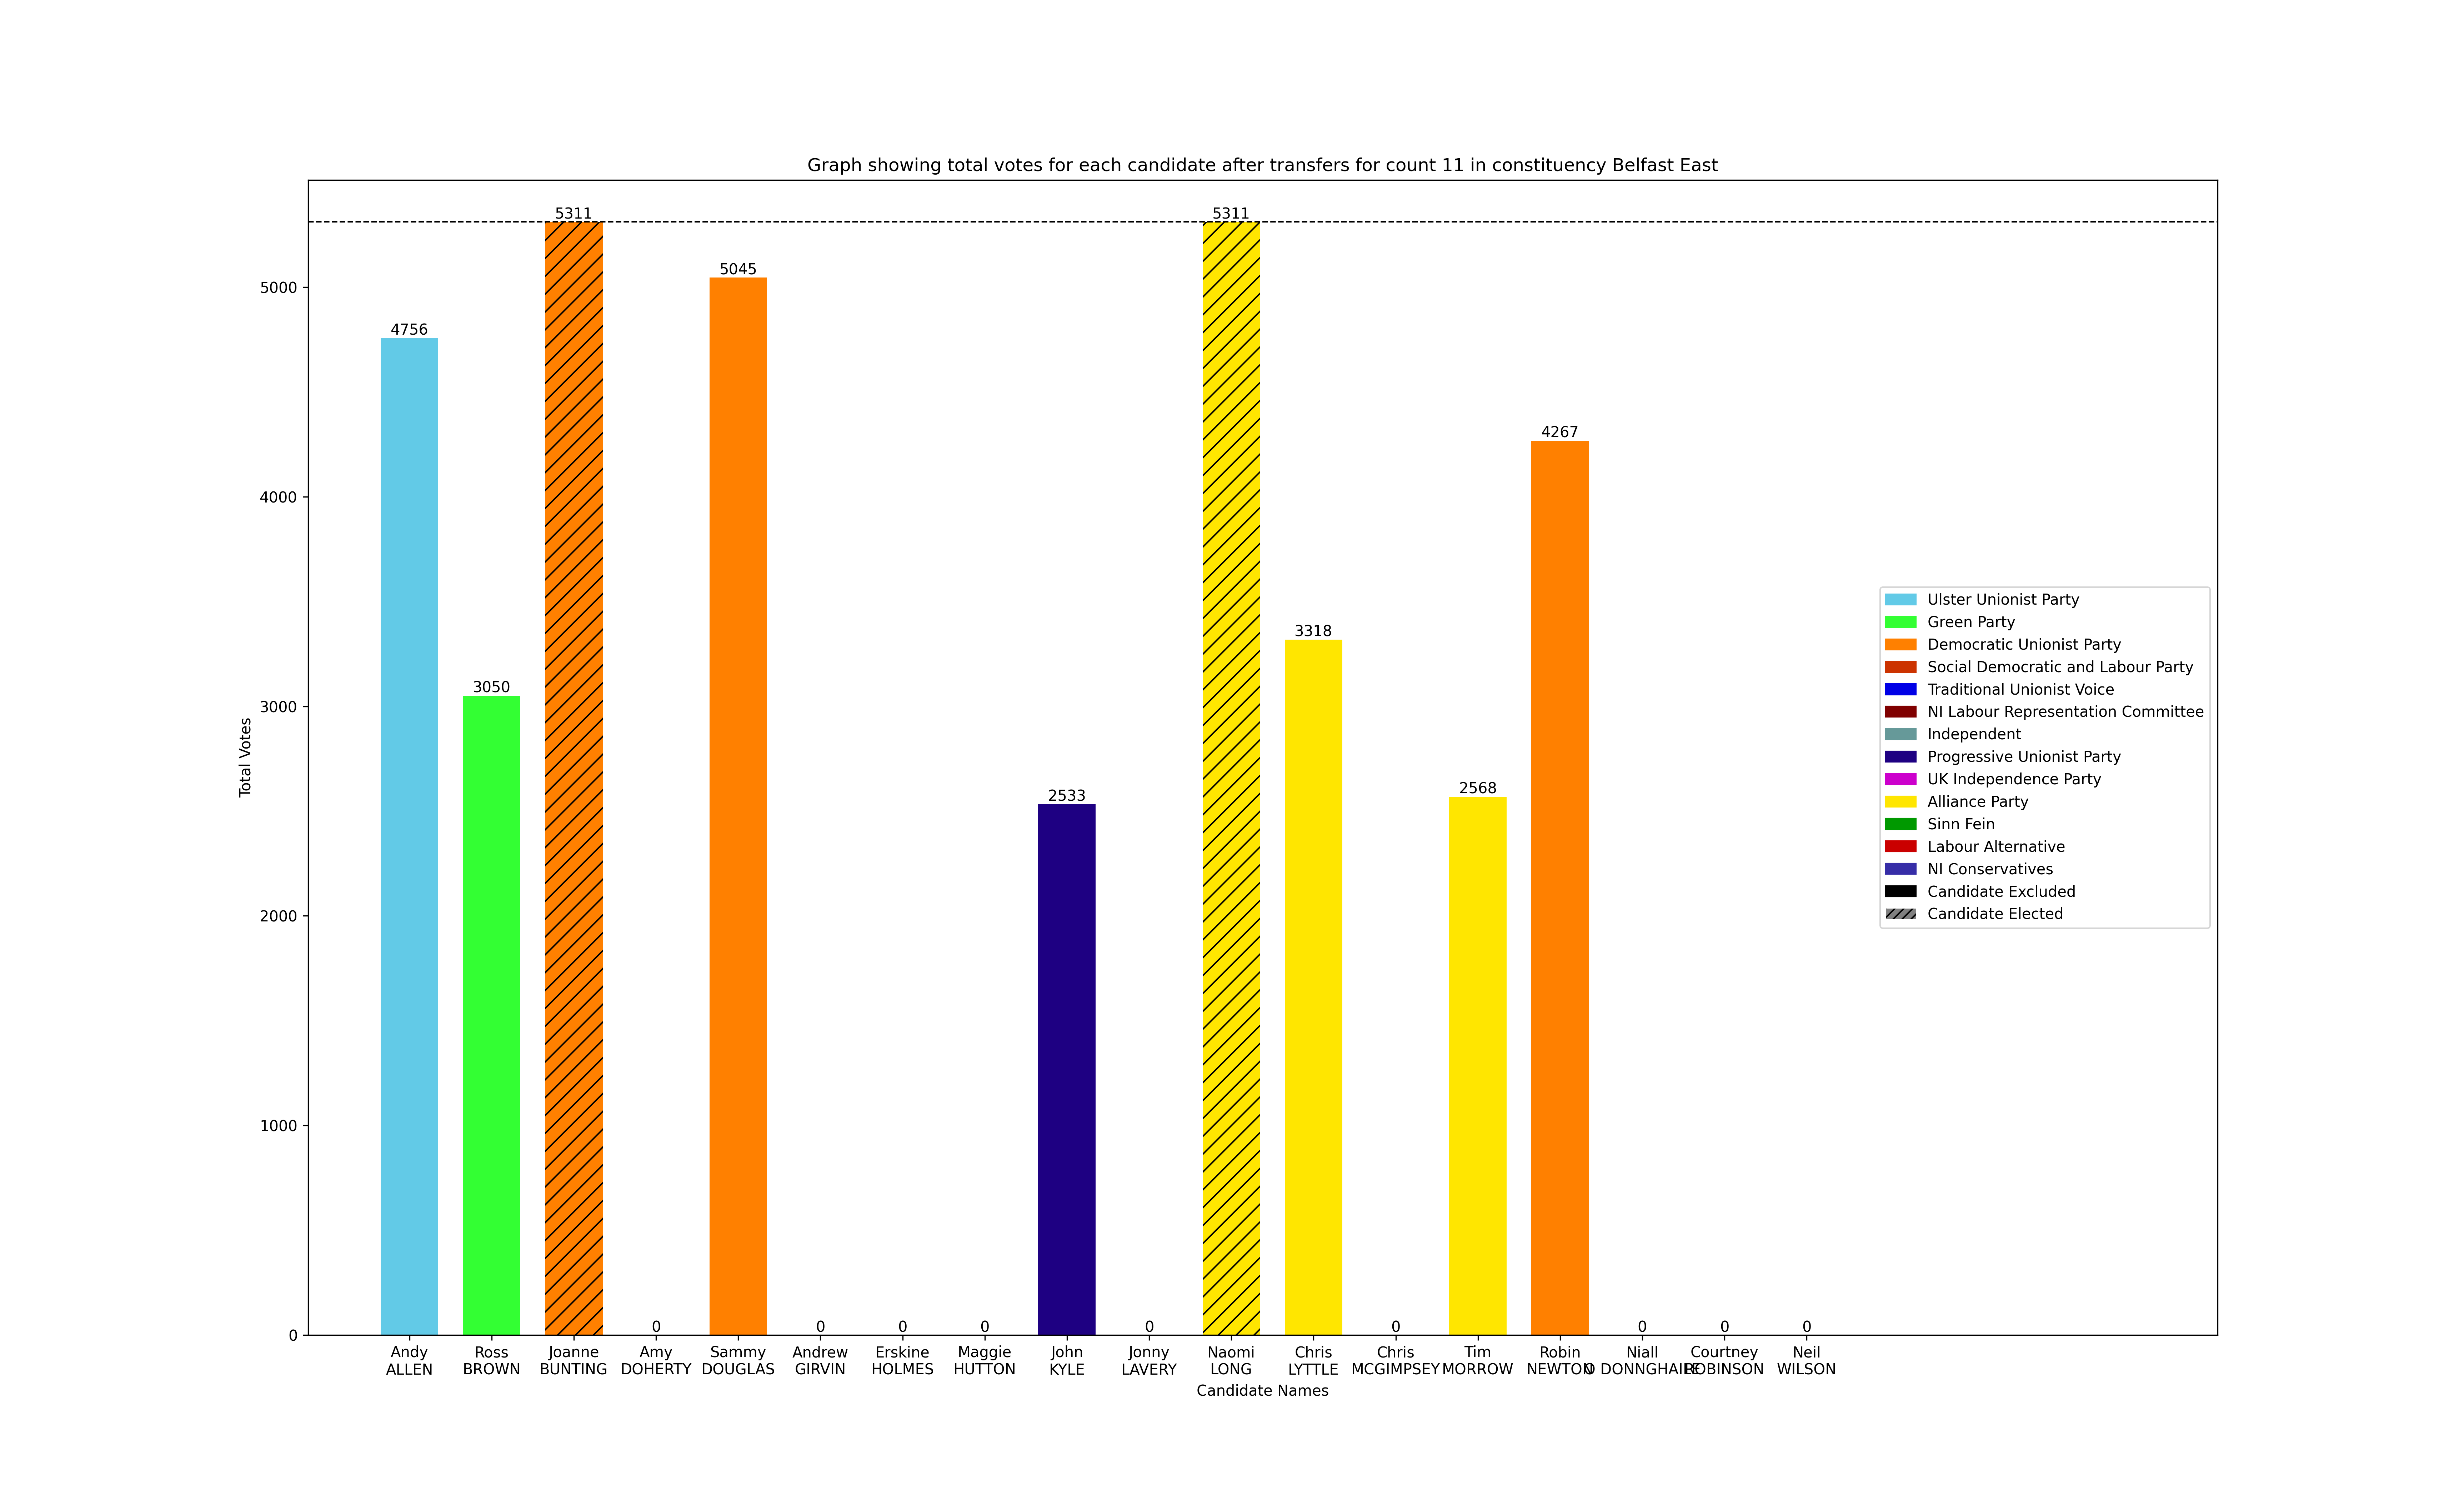 Graph showing total votes for each candidate after transfers for count 11 in constituency Belfast East
Total Votes
5000
4000
3000
2000
1000
0
4756
3050
5311
0
5045
0
0
0
2533
0
5311
3318
0
2568
4267
0
0
0
Andy
ALLEN
Ross
BROWN
Joanne
BUNTING
Amy
DOHERTY
Sammy
DOUGLAS
Andrew
GIRVIN
Erskine
HOLMES
Maggie
HUTTON
John
KYLE
Jonny
LAVERY
Naomi
LONG
Chris
LYTTLE
Chris
MCGIMPSEY
Tim
MORROW
Robin
NEWTON
Niall
O DONNGHAILE
Courtney
ROBINSON
Neil
WILSON
Candidate Names
Ulster Unionist Party
Green Party
Democratic Unionist Party
Social Democratic and Labour Party
Traditional Unionist Voice
NI Labour Representation Committee
Independent
Progressive Unionist Party
UK Independence Party
Alliance Party
Sinn Fein
Labour Alternative
NI Conservatives
Candidate Excluded
Candidate Elected